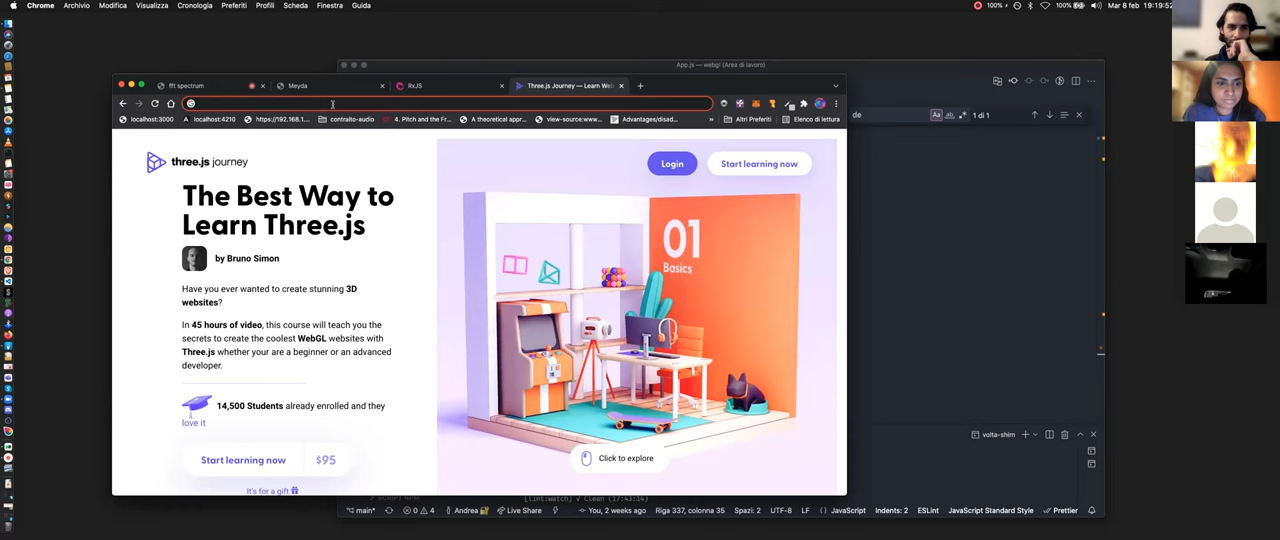 Chrome Archivio Modifica Visualizza Cronologia Preferiti Profili Scheda Finestra Guida
100% 100% Mar 8 feb 19:19:52
App.js — webgl (Area di lavoro)
fft spectrum Meyda RxJS Three.js Journey — Learn Web
de 1 di 1
localhost:3000 localhost:4210 https://192.168.1.... contralto-audio 4. Pitch and the Fr... A theoretical appr... view-source:www... Advantages/disad... » Altri Preferiti Elenco di lettura
three.js journey
Login Start learning now
The Best Way to
Learn Three.js
by Bruno Simon
Have you ever wanted to create stunning 3D
websites?
In 45 hours of video, this course will teach you the
secrets to create the coolest WebGL websites with
Three.js whether your are a beginner or an advanced
developer.
14,500 Students already enrolled and they
love it
Start learning now $95
It's for a gift
01
Basics
Click to explore
volta-shim
[lint:watch] √ Clean (17:43:14)
main* 0 4 Andrea Live Share You, 2 weeks ago Riga 337, colonna 35 Spazi: 2 UTF-8 LF JavaScript Indents: 2 ESLint JavaScript Standard Style Prettier